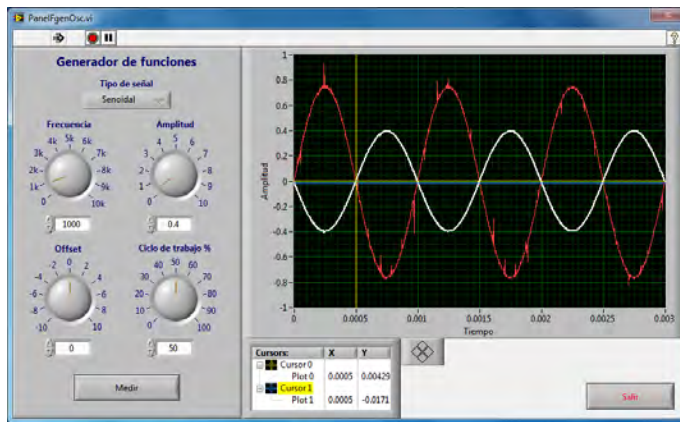 PanelFgenOsc.vi
?
Generador de funciones
Tipo de señal
Senoidal
Frecuencia
0 1k 2k 3k 4k 5k 6k 7k 8k 9k 10k
1000
Amplitud
0 1 2 3 4 5 6 7 8 9 10
0.4
Offset
-10 -8 -6 -4 -2 0 2 4 6 8 10
0
Ciclo de trabajo %
0 10 20 30 40 50 60 70 80 90 100
50
Medir
Amplitud
1
0.8
0.6
0.4
0.2
0
-0.2
-0.4
-0.6
-0.8
-1
0 0.0005 0.001 0.0015 0.002 0.0025 0.003
Tiempo
Cursors: X Y
Cursor 0
Plot 0 0.0005 0.00429
Cursor 1
Plot 1 0.0005 -0.0171
Salir